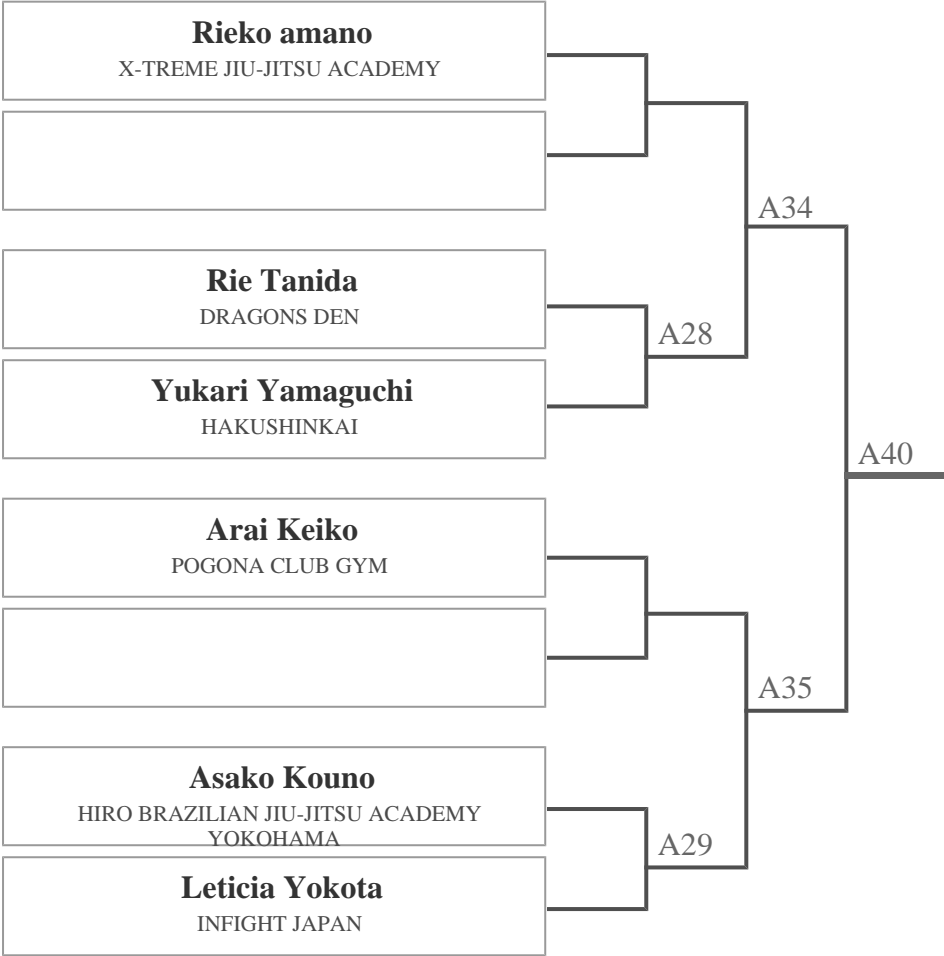 Rieko amano
X-TREME JIU-JITSU ACADEMY
A34
Rie Tanida
DRAGONS DEN
A28
Yukari Yamaguchi
HAKUSHINKAI
A40
Arai Keiko
POGONA CLUB GYM
A35
Asako Kouno
HIRO BRAZILIAN JIU-JITSU ACADEMY
YOKOHAMA
A29
Leticia Yokota
INFIGHT JAPAN